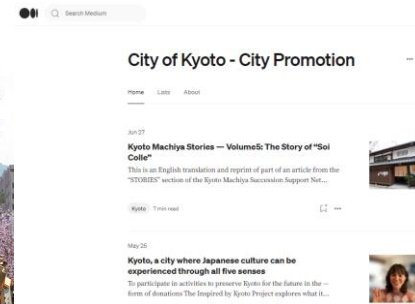 Search Medium
City of Kyoto - City Promotion
Home Lists About
Jun 27
Kyoto Machiya Stories — Volume5: The Story of “Soi
Colle”
This is an English translation and reprint of part of an article from the
“STORIES” section of the Kyoto Machiya Succession Support Net...
Kyoto 7 min read
May 26
Kyoto, a city where Japanese culture can be
experienced through all five senses
To participate in activities to preserve Kyoto for the future in the —
form of donations The Inspired by Kyoto Project explores what it...